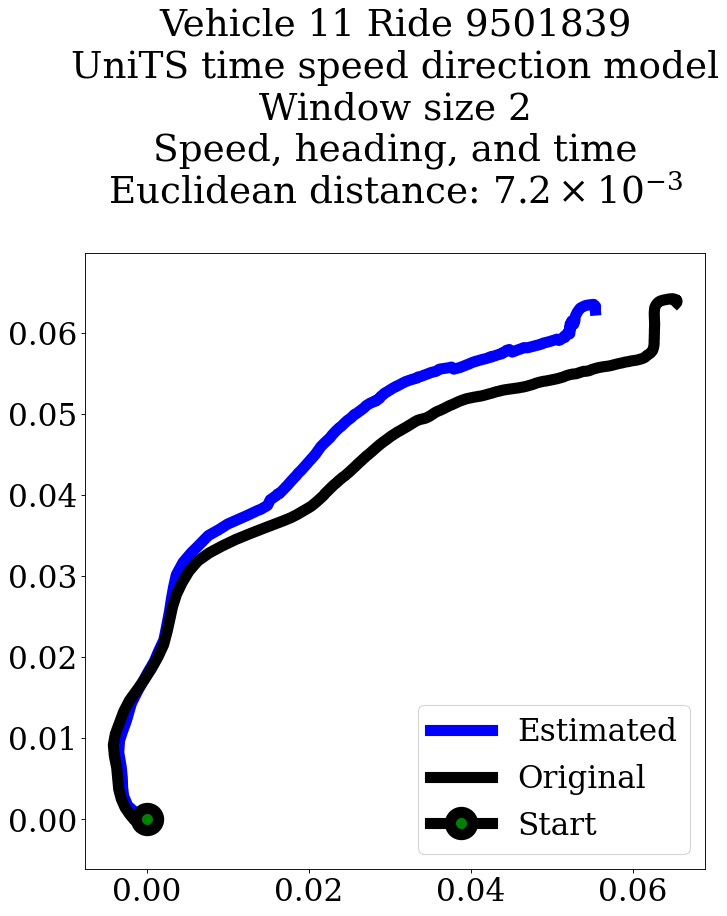 Vehicle 11 Ride 9501839
UniTS time speed direction model
Window size 2
Speed, heading, and time
Euclidean distance: 7.2 × 10⁻³
0.06
0.05
0.04
0.03
0.02
0.01
0.00
Estimated
Original
Start
0.00 0.02 0.04 0.06